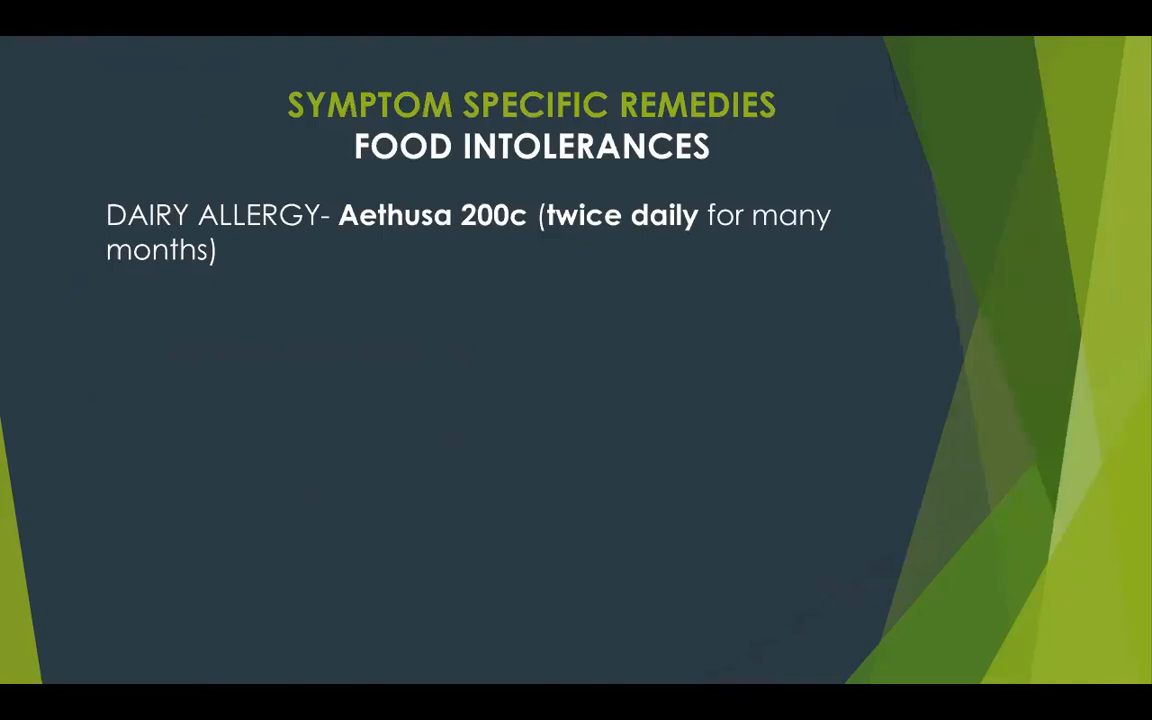 SYMPTOM SPECIFIC REMEDIES
FOOD INTOLERANCES
DAIRY ALLERGY- Aethusa 200c (twice daily for many
months)